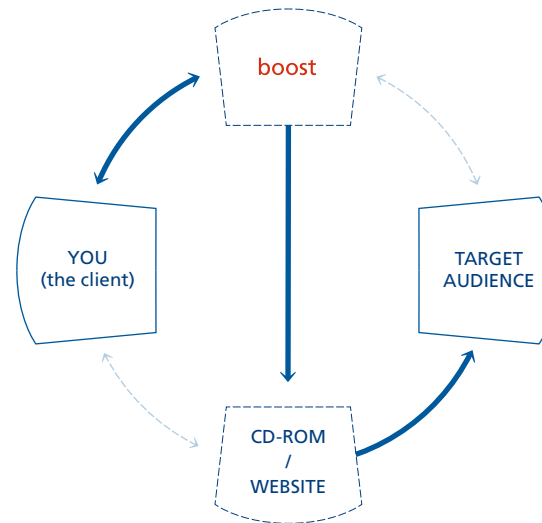 boost
YOU
(the client)
TARGET
AUDIENCE
CD-ROM
/
WEBSITE